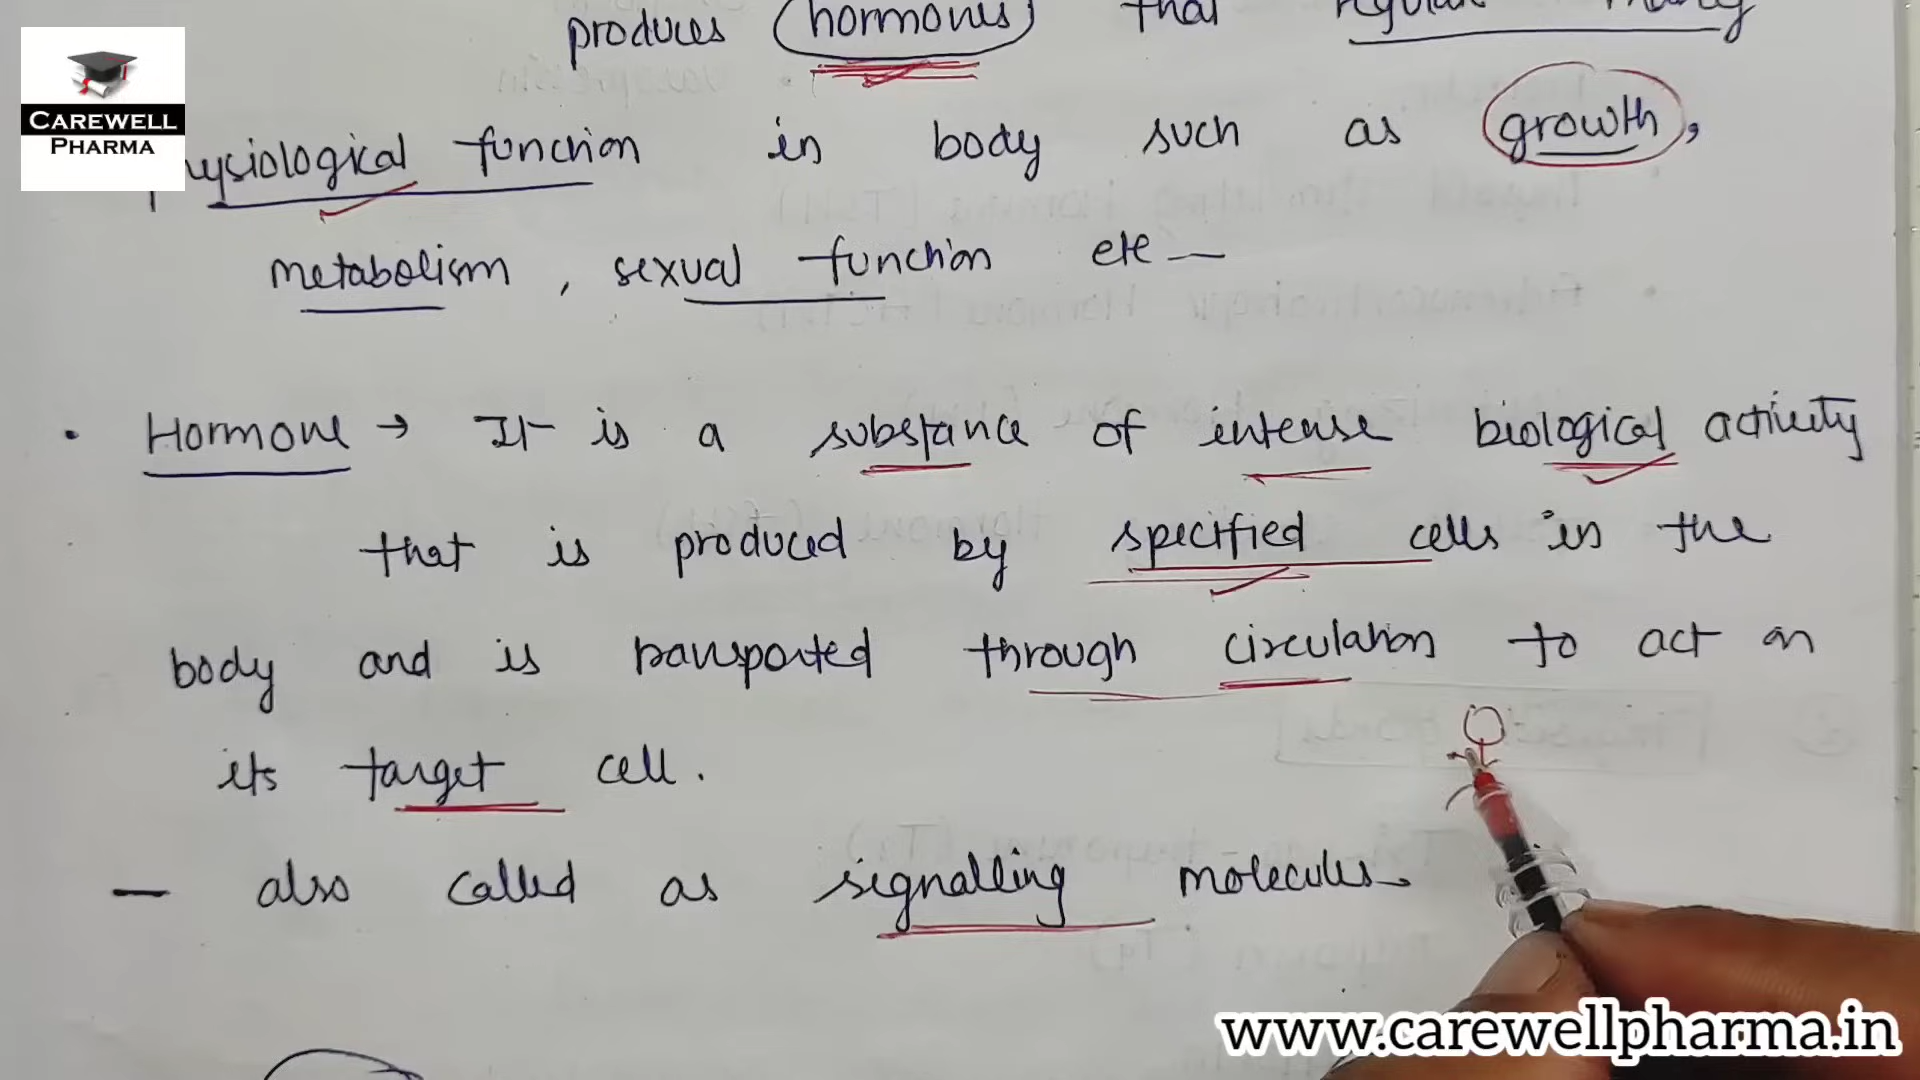 produces hormones that many
CAREWELL
PHARMA
physiological function in body such as growth,
metabolism, sexual function etc —
• Hormone → It is a substance of intense biological activity
that is produced by specified cells in the
body and is transported through circulation to act on
its target cell.
— also called as signalling molecules.
www.carewellpharma.in